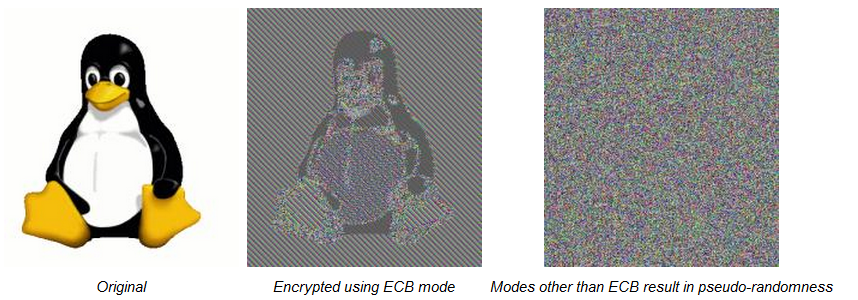 Original
Encrypted using ECB mode
Modes other than ECB result in pseudo-randomness